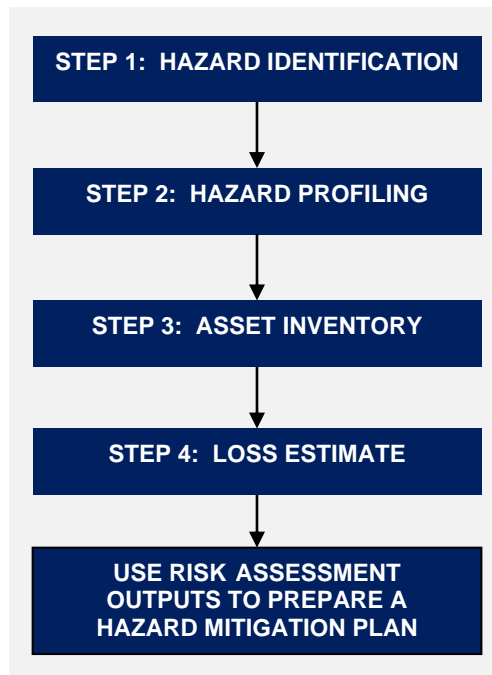 STEP 1: HAZARD IDENTIFICATION
STEP 2: HAZARD PROFILING
STEP 3: ASSET INVENTORY
STEP 4: LOSS ESTIMATE
USE RISK ASSESSMENT
OUTPUTS TO PREPARE A
HAZARD MITIGATION PLAN